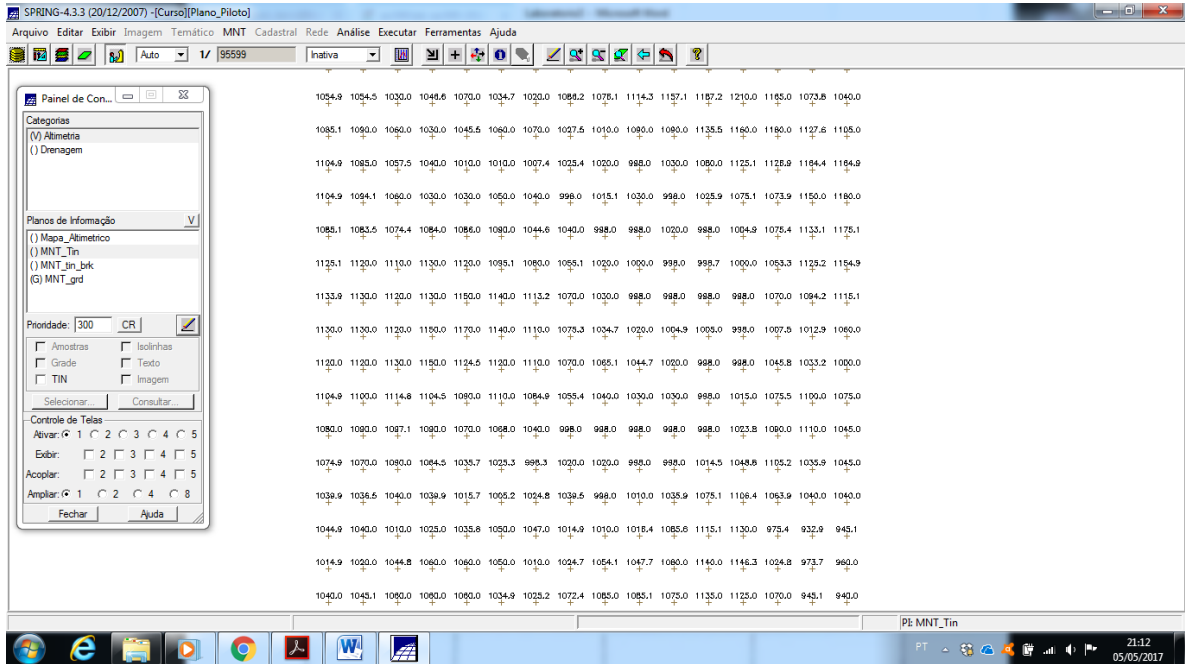 SPRING-4.3.3 (20/12/2007) -[Curso][Plano_Piloto]
Arquivo Editar Exibir Imagem Temático MNT Cadastral Rede Análise Executar Ferramentas Ajuda
Auto 1/ 95599 Inativa
Painel de Con...
Categorias
(V) Altimetria
() Drenagem
Planos de Informação V
() Mapa_Altimetrico
() MNT_Tin
() MNT_tin_brk
(G) MNT_grd
Prioridade: 300 CR
Amostras Isolinhas
Grade Texto
TIN Imagem
Selecionar... Consultar...
Controle de Telas
Ativar: 1 2 3 4 5
Exibir: 2 3 4 5
Acoplar: 2 3 4 5
Ampliar: 1 2 4 8
Fechar Ajuda
1054.9 1054.5 1030.0 1046.6 1070.0 1034.7 1020.0 1066.2 1076.1 1114.3 1157.1 1187.2 1210.0 1165.0 1073.8 1040.0
1085.1 1090.0 1060.0 1030.0 1045.5 1060.0 1070.0 1027.5 1010.0 1090.0 1090.0 1135.5 1160.0 1180.0 1127.6 1105.0
1104.9 1085.0 1057.5 1040.0 1010.0 1010.0 1007.4 1025.4 1020.0 998.0 1030.0 1080.0 1125.1 1128.9 1164.4 1164.9
1104.9 1094.1 1060.0 1030.0 1030.0 1050.0 1040.0 998.0 1015.1 1030.0 998.0 1025.9 1075.1 1073.9 1150.0 1180.0
1085.1 1083.5 1074.4 1084.0 1086.0 1090.0 1044.6 1040.0 998.0 998.0 1020.0 998.0 1004.9 1075.4 1133.1 1175.1
1125.1 1120.0 1110.0 1130.0 1120.0 1095.1 1080.0 1055.1 1020.0 1000.0 998.0 998.7 1000.0 1053.3 1125.2 1154.9
1133.9 1130.0 1120.0 1130.0 1150.0 1140.0 1113.2 1070.0 1030.0 998.0 998.0 998.0 998.0 1070.0 1094.2 1115.1
1130.0 1130.0 1120.0 1150.0 1170.0 1140.0 1110.0 1075.3 1034.7 1020.0 1004.9 1005.0 998.0 1007.5 1012.9 1060.0
1120.0 1120.0 1130.0 1150.0 1124.5 1120.0 1110.0 1070.0 1065.1 1044.7 1020.0 998.0 998.0 1045.8 1033.2 1000.0
1104.9 1100.0 1114.8 1104.5 1090.0 1110.0 1084.9 1055.4 1040.0 1030.0 1030.0 998.0 1015.0 1075.5 1100.0 1075.0
1080.0 1090.0 1097.1 1090.0 1070.0 1068.0 1040.0 998.0 998.0 998.0 998.0 998.0 1023.8 1090.0 1110.0 1045.0
1074.9 1070.0 1090.0 1064.5 1035.7 1025.3 998.3 1020.0 1020.0 998.0 998.0 1014.5 1048.8 1105.2 1035.9 1045.0
1039.9 1036.5 1040.0 1039.9 1015.7 1005.2 1024.8 1039.5 998.0 1010.0 1035.9 1075.1 1106.4 1063.9 1040.0 1040.0
1044.9 1040.0 1010.0 1025.0 1035.8 1050.0 1047.0 1014.9 1010.0 1018.4 1085.6 1115.1 1130.0 975.4 932.9 945.1
1014.9 1020.0 1044.8 1060.0 1060.0 1050.0 1010.0 1024.7 1054.1 1047.7 1080.0 1140.0 1146.3 1024.8 973.7 960.0
1040.0 1045.1 1060.0 1060.0 1060.0 1034.9 1025.2 1072.4 1085.0 1085.1 1075.0 1135.0 1125.0 1070.0 945.1 940.0
PI: MNT_Tin
PT 21:12
05/05/2017